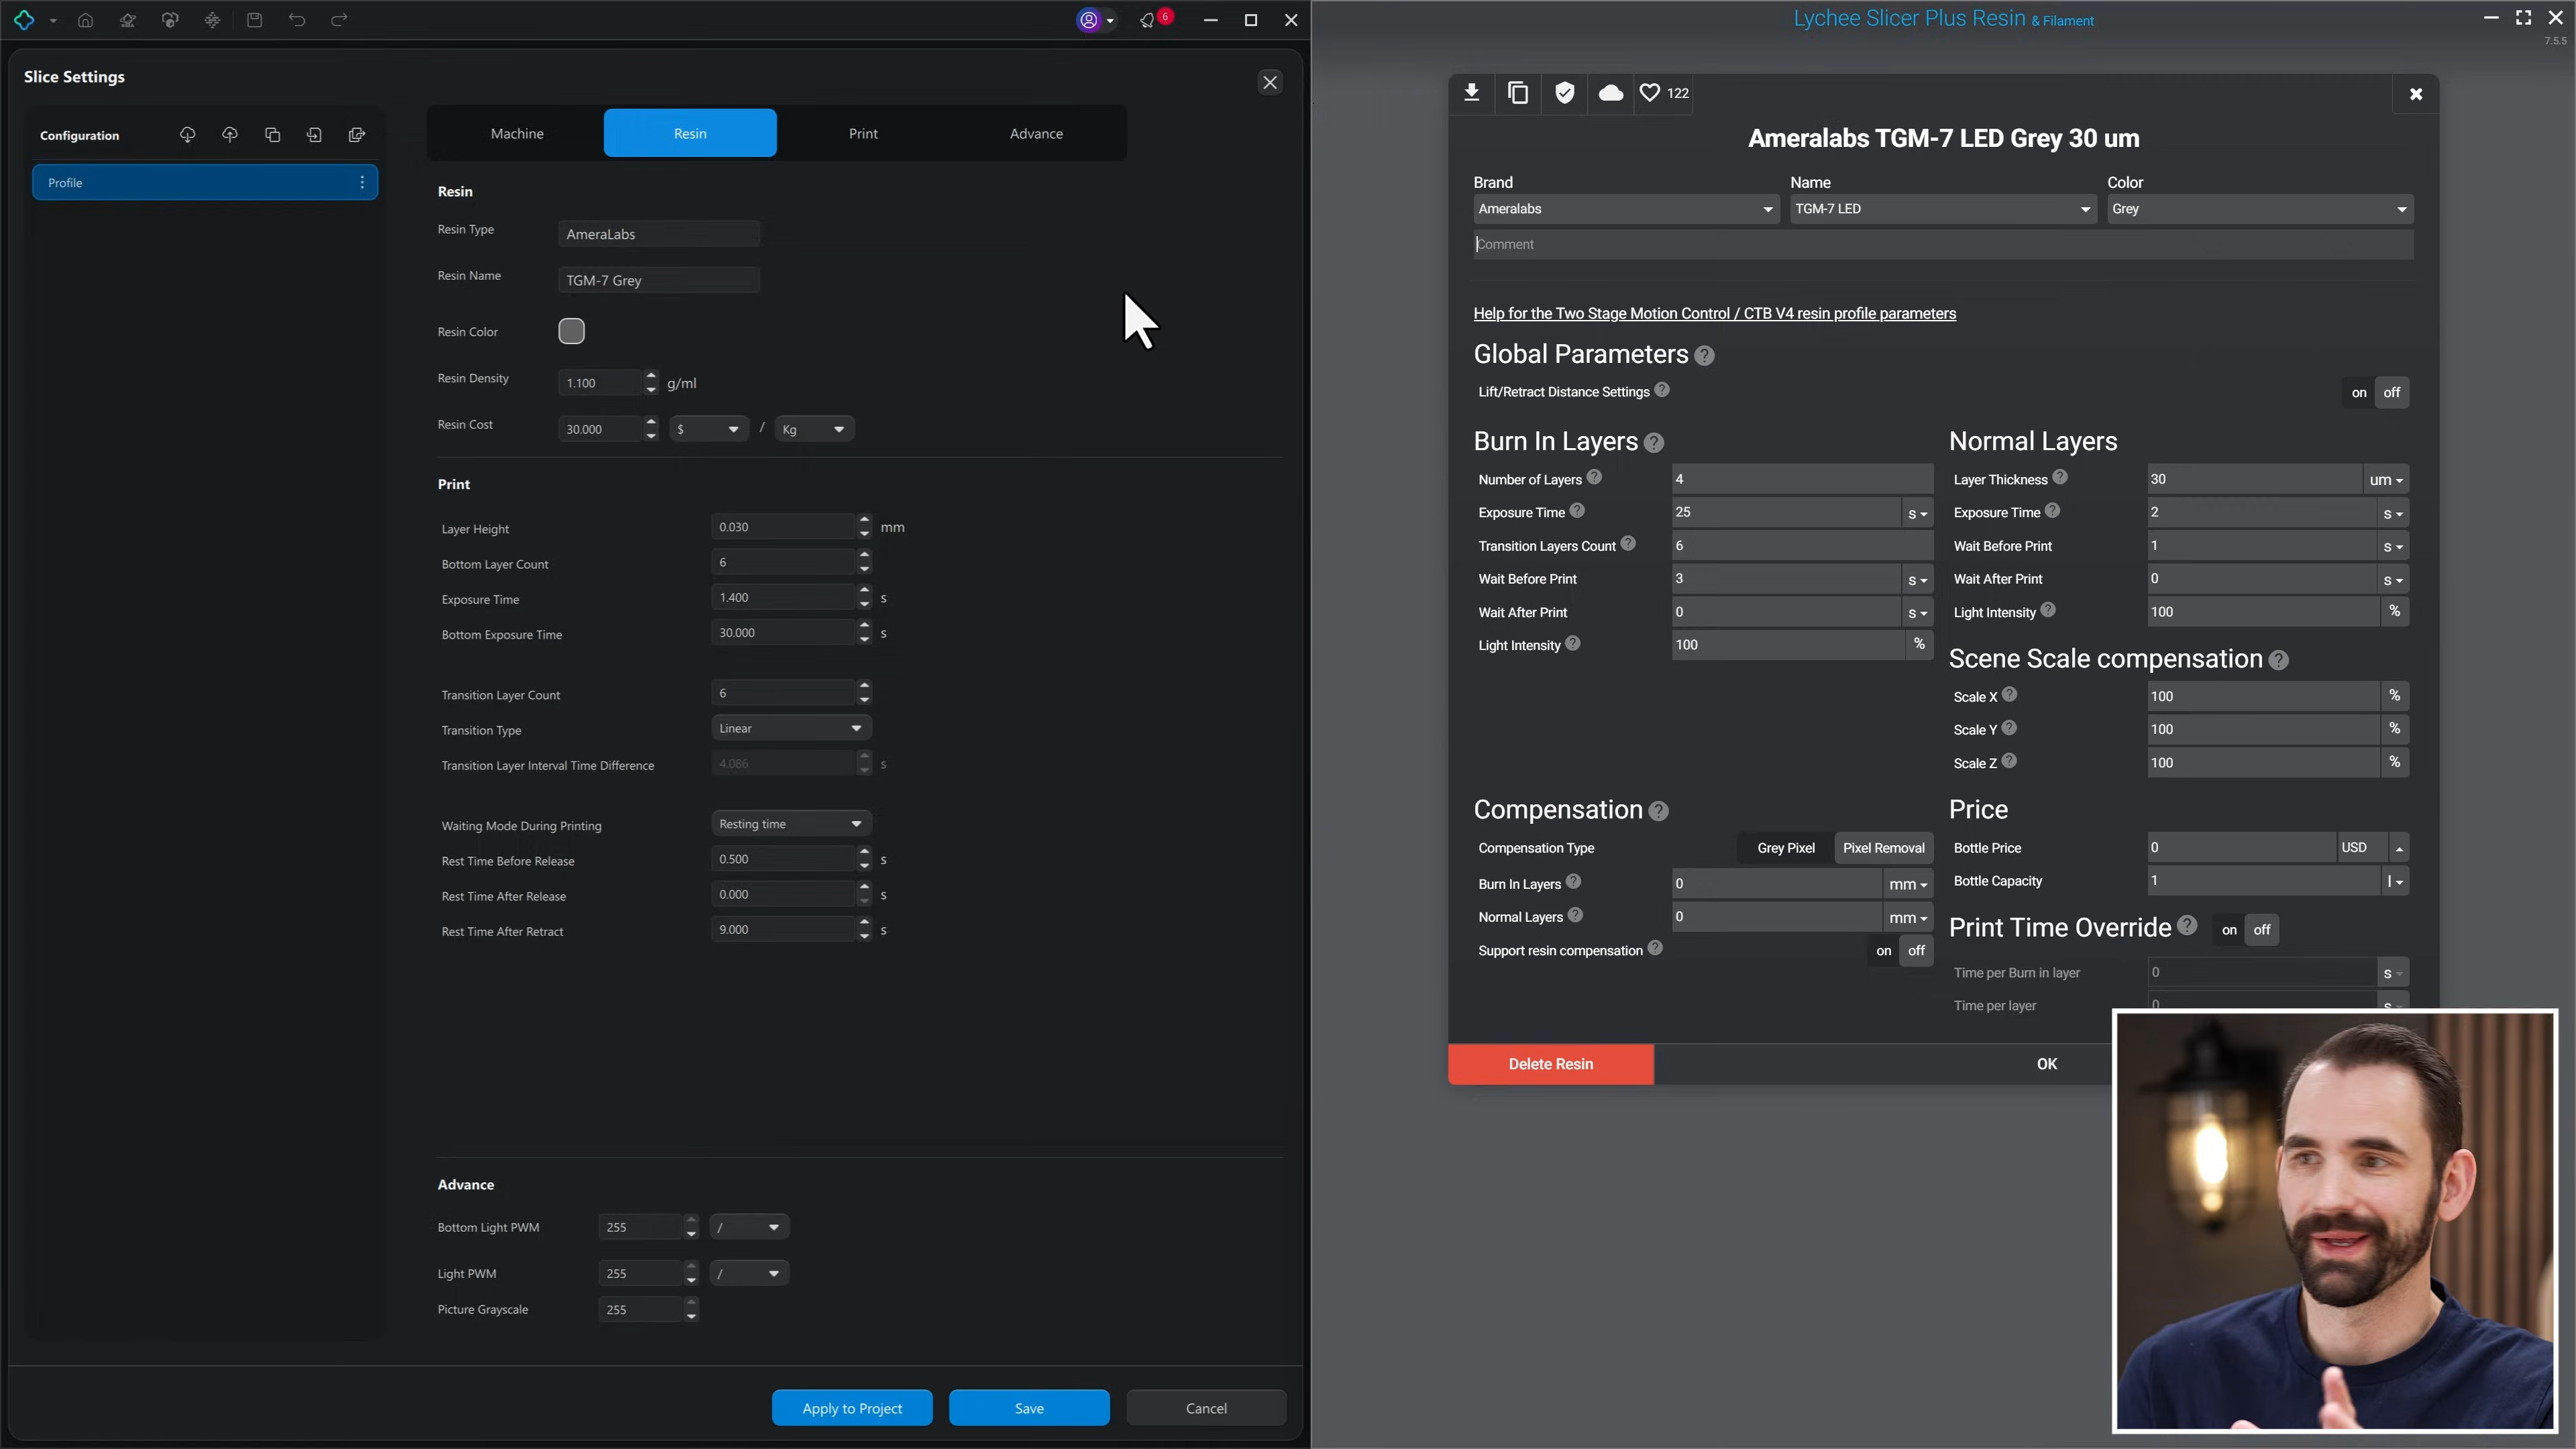 6
Slice Settings
Configuration
Profile
Machine
Resin
Print
Advance
Resin
Resin Type
AmeraLabs
Resin Name
TGM-7 Grey
Resin Color
Resin Density
1.100
g/ml
Resin Cost
30.000
$
/
Kg
Print
Layer Height
0.030
mm
Bottom Layer Count
6
Exposure Time
1.400
s
Bottom Exposure Time
30.000
s
Transition Layer Count
6
Transition Type
Linear
Transition Layer Interval Time Difference
4.086
s
Waiting Mode During Printing
Resting time
Rest Time Before Release
0.500
s
Rest Time After Release
0.000
s
Rest Time After Retract
9.000
s
Advance
Bottom Light PWM
255
/
Light PWM
255
/
Picture Grayscale
255
Apply to Project
Save
Cancel
Lychee Slicer Plus Resin & Filament
7.5.5
122
Ameralabs TGM-7 LED Grey 30 um
Brand
Name
Color
Ameralabs
TGM-7 LED
Grey
Comment
Help for the Two Stage Motion Control / CTB V4 resin profile parameters
Global Parameters ?
Lift/Retract Distance Settings ?
on off
Burn In Layers ?
Number of Layers ? 4
Exposure Time ? 25 s
Transition Layers Count ? 6
Wait Before Print 3 s
Wait After Print 0 s
Light Intensity ? 100 %
Normal Layers
Layer Thickness ? 30 um
Exposure Time ? 2 s
Wait Before Print 1 s
Wait After Print 0 s
Light Intensity ? 100 %
Scene Scale compensation ?
Scale X ? 100 %
Scale Y ? 100 %
Scale Z ? 100 %
Compensation ?
Compensation Type Grey Pixel Pixel Removal
Burn In Layers ? 0 mm
Normal Layers ? 0 mm
Support resin compensation ? on off
Price
Bottle Price 0 USD
Bottle Capacity 1 l
Print Time Override ? on off
Time per Burn in layer 0 s
Time per layer 0 s
Delete Resin
OK